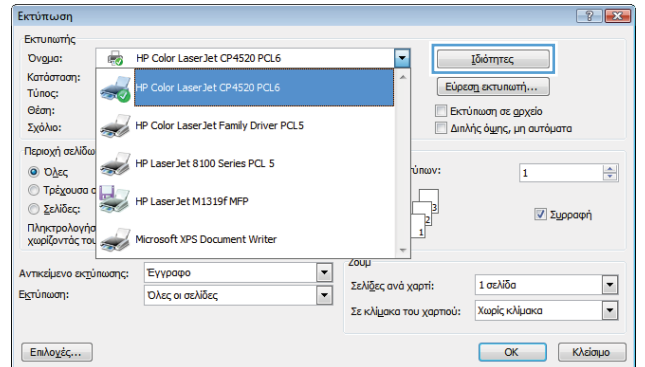 Εκτύπωση
Εκτυπωτής
Όνομα: HP Color LaserJet CP4520 PCL6 Ιδιότητες
Κατάσταση:
Τύπος: HP Color LaserJet CP4520 PCL6 Εύρεση εκτυπωτή...
Θέση: Εκτύπωση σε αρχείο
Σχόλιο: HP Color LaserJet Family Driver PCL5 Διπλής όψης, μη αυτόματα
Περιοχή σελίδω
HP LaserJet 8100 Series PCL 5 τύπων: 1
Όλες
Τρέχουσα σ
HP LaserJet M1319f MFP
Σελίδες: 3 2 1 Συρραφή
Πληκτρολογήσ
χωρίζοντάς του Microsoft XPS Document Writer
Ζουμ
Αντικείμενο εκτύπωσης: Έγγραφο
Σελίδες ανά χαρτί: 1 σελίδα
Εκτύπωση: Όλες οι σελίδες
Σε κλίμακα του χαρτιού: Χωρίς κλίμακα
Επιλογές... OK Κλείσιμο